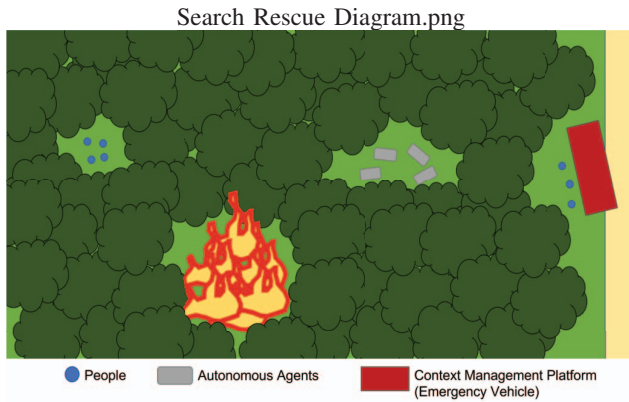 Search Rescue Diagram.png
People
Autonomous Agents
Context Management Platform
(Emergency Vehicle)